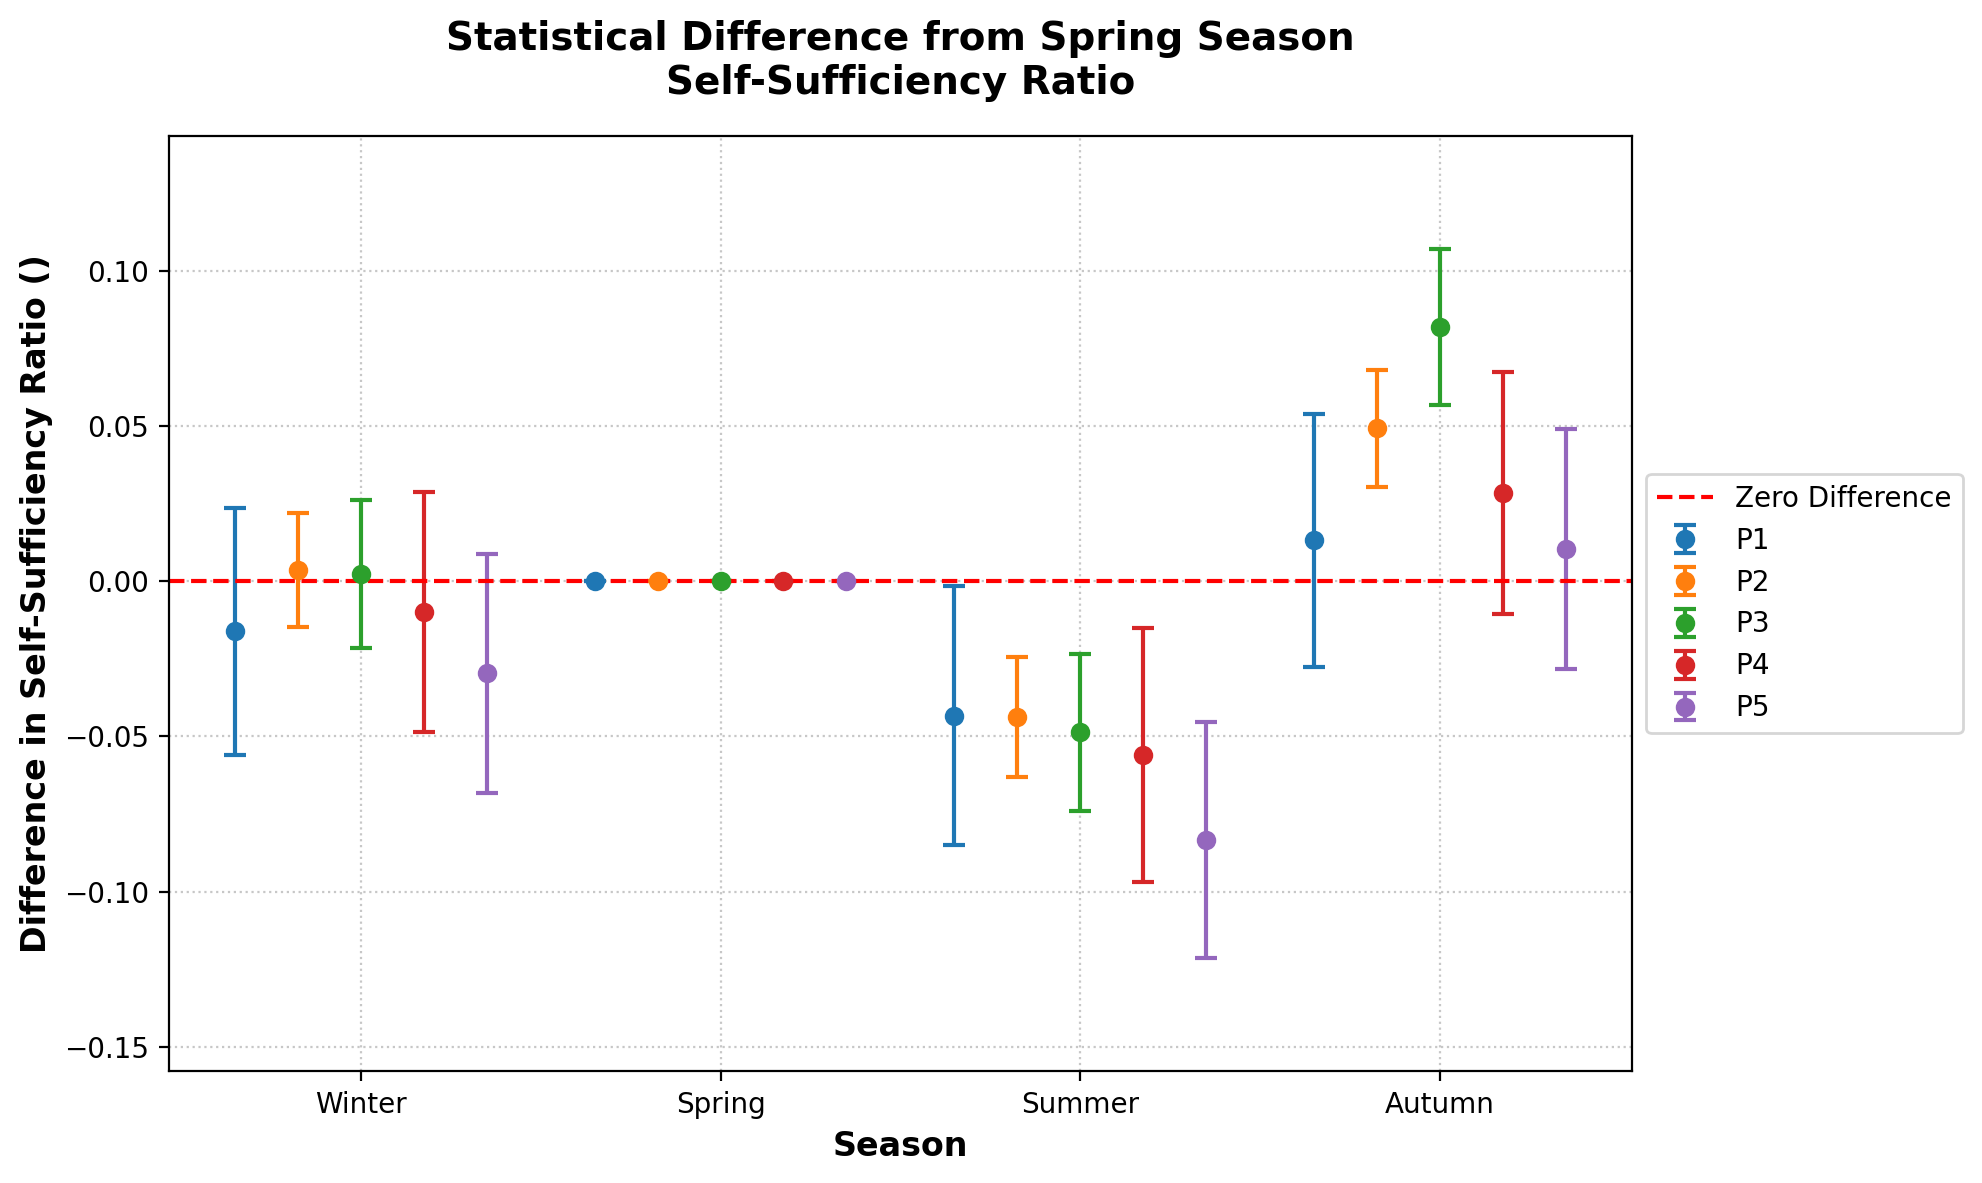 Statistical Difference from Spring Season
Self-Sufficiency Ratio
Difference in Self-Sufficiency Ratio ()
0.10
0.05
0.00
−0.05
−0.10
−0.15
Winter
Spring
Summer
Autumn
Season
Zero Difference
P1
P2
P3
P4
P5